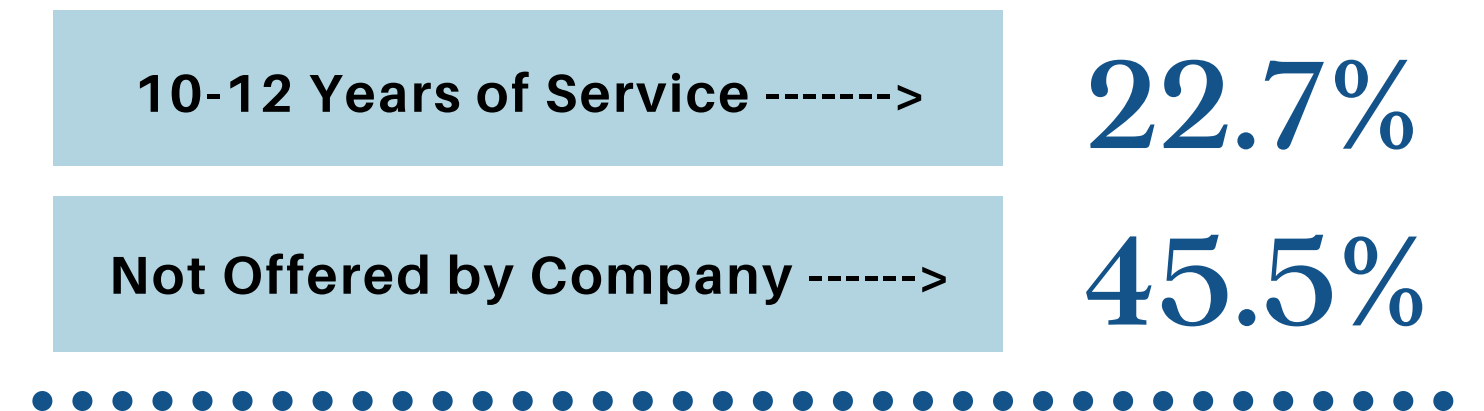 10-12 Years of Service ------->
22.7%
Not Offered by Company ------>
45.5%